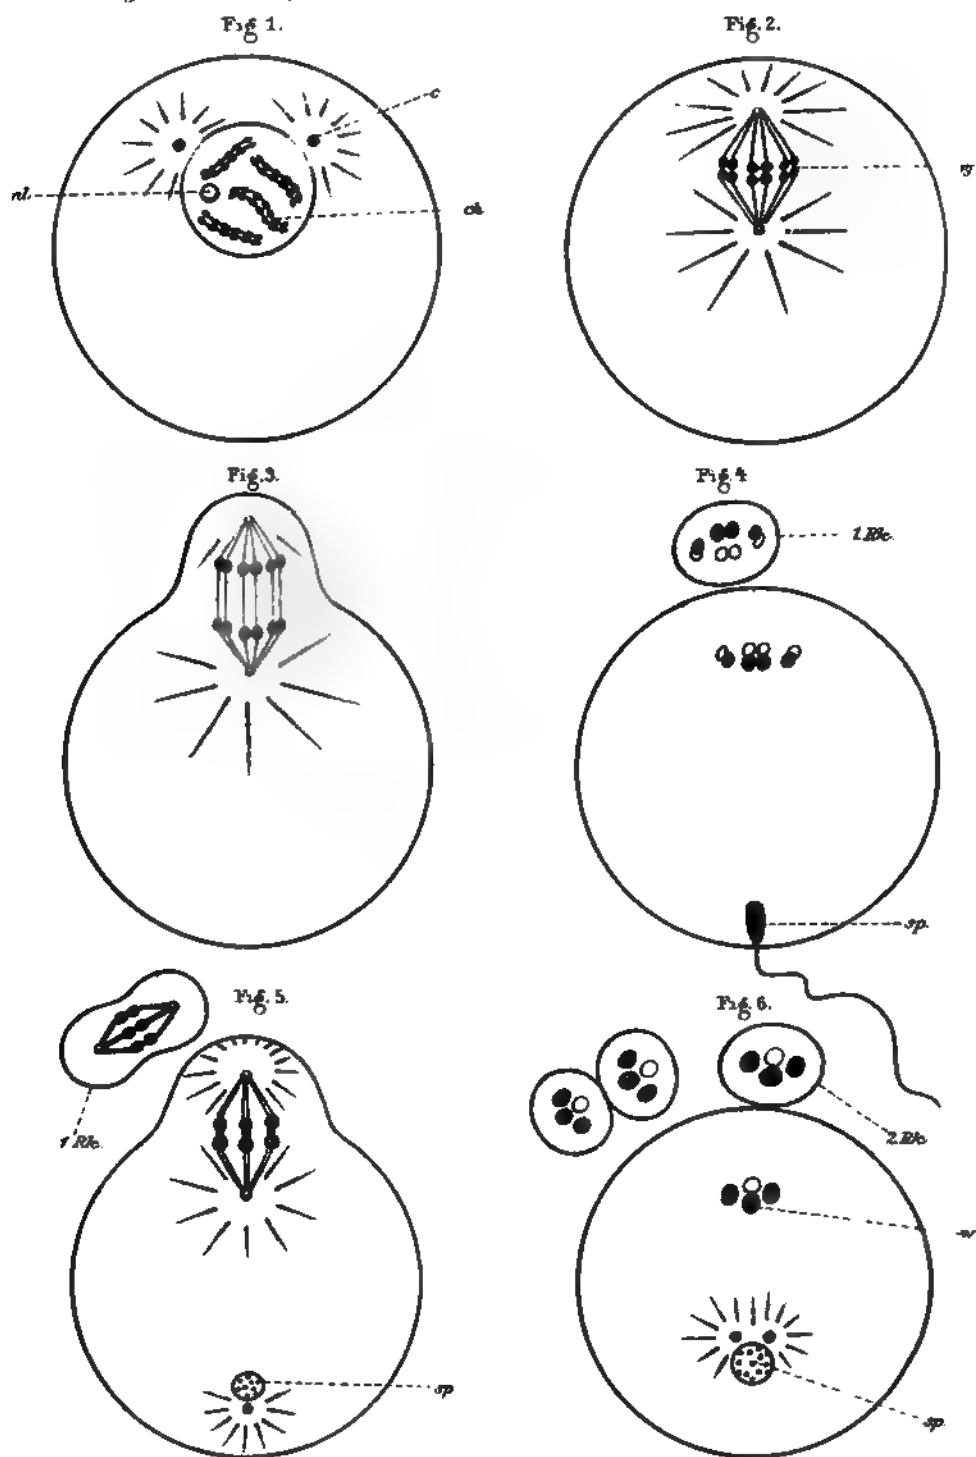 Fig 1.
Fig. 2.
c
nl.
ch
Fig. 3.
Fig. 4
1.Rk.
sp.
Fig. 5.
Fig. 6.
1 Rk.
2.Rk
w
sp
sp.